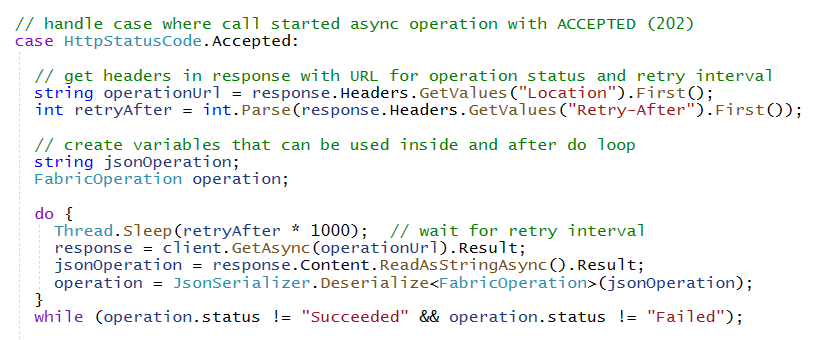 // handle case where call started async operation with ACCEPTED (202)
case HttpStatusCode.Accepted:
// get headers in response with URL for operation status and retry interval
string operationUrl = response.Headers.GetValues("Location").First();
int retryAfter = int.Parse(response.Headers.GetValues("Retry-After").First());
// create variables that can be used inside and after do loop
string jsonOperation;
FabricOperation operation;
do {
Thread.Sleep(retryAfter * 1000);  // wait for retry interval
response = client.GetAsync(operationUrl).Result;
jsonOperation = response.Content.ReadAsStringAsync().Result;
operation = JsonSerializer.Deserialize<FabricOperation>(jsonOperation);
}
while (operation.status != "Succeeded" && operation.status != "Failed");